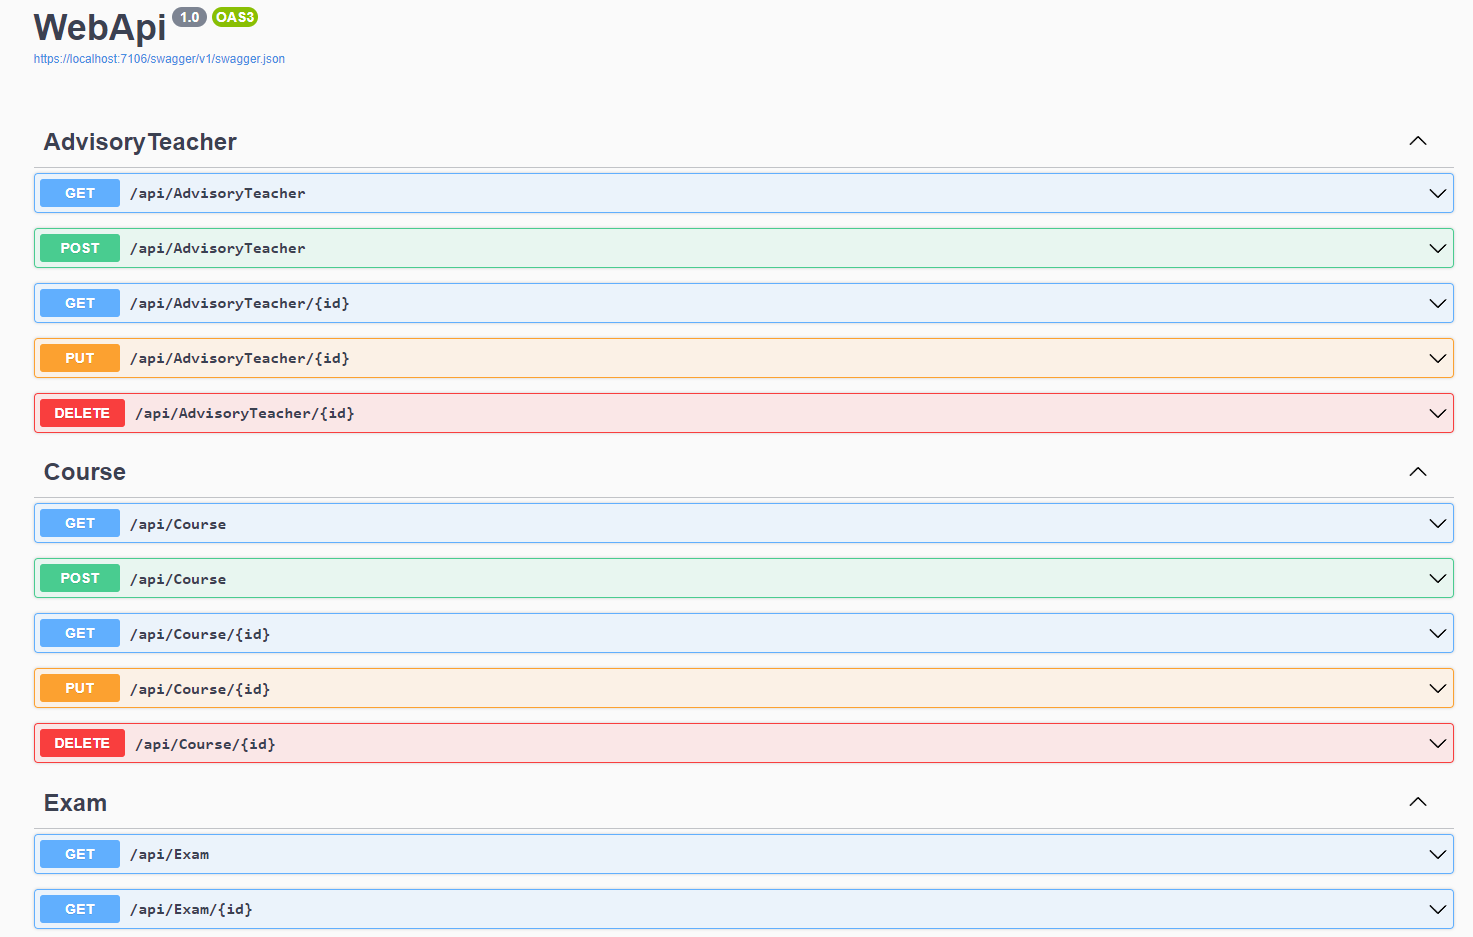 WebApi 1.0 OAS3
https://localhost:7106/swagger/v1/swagger.json
AdvisoryTeacher
GET /api/AdvisoryTeacher
POST /api/AdvisoryTeacher
GET /api/AdvisoryTeacher/{id}
PUT /api/AdvisoryTeacher/{id}
DELETE /api/AdvisoryTeacher/{id}
Course
GET /api/Course
POST /api/Course
GET /api/Course/{id}
PUT /api/Course/{id}
DELETE /api/Course/{id}
Exam
GET /api/Exam
GET /api/Exam/{id}